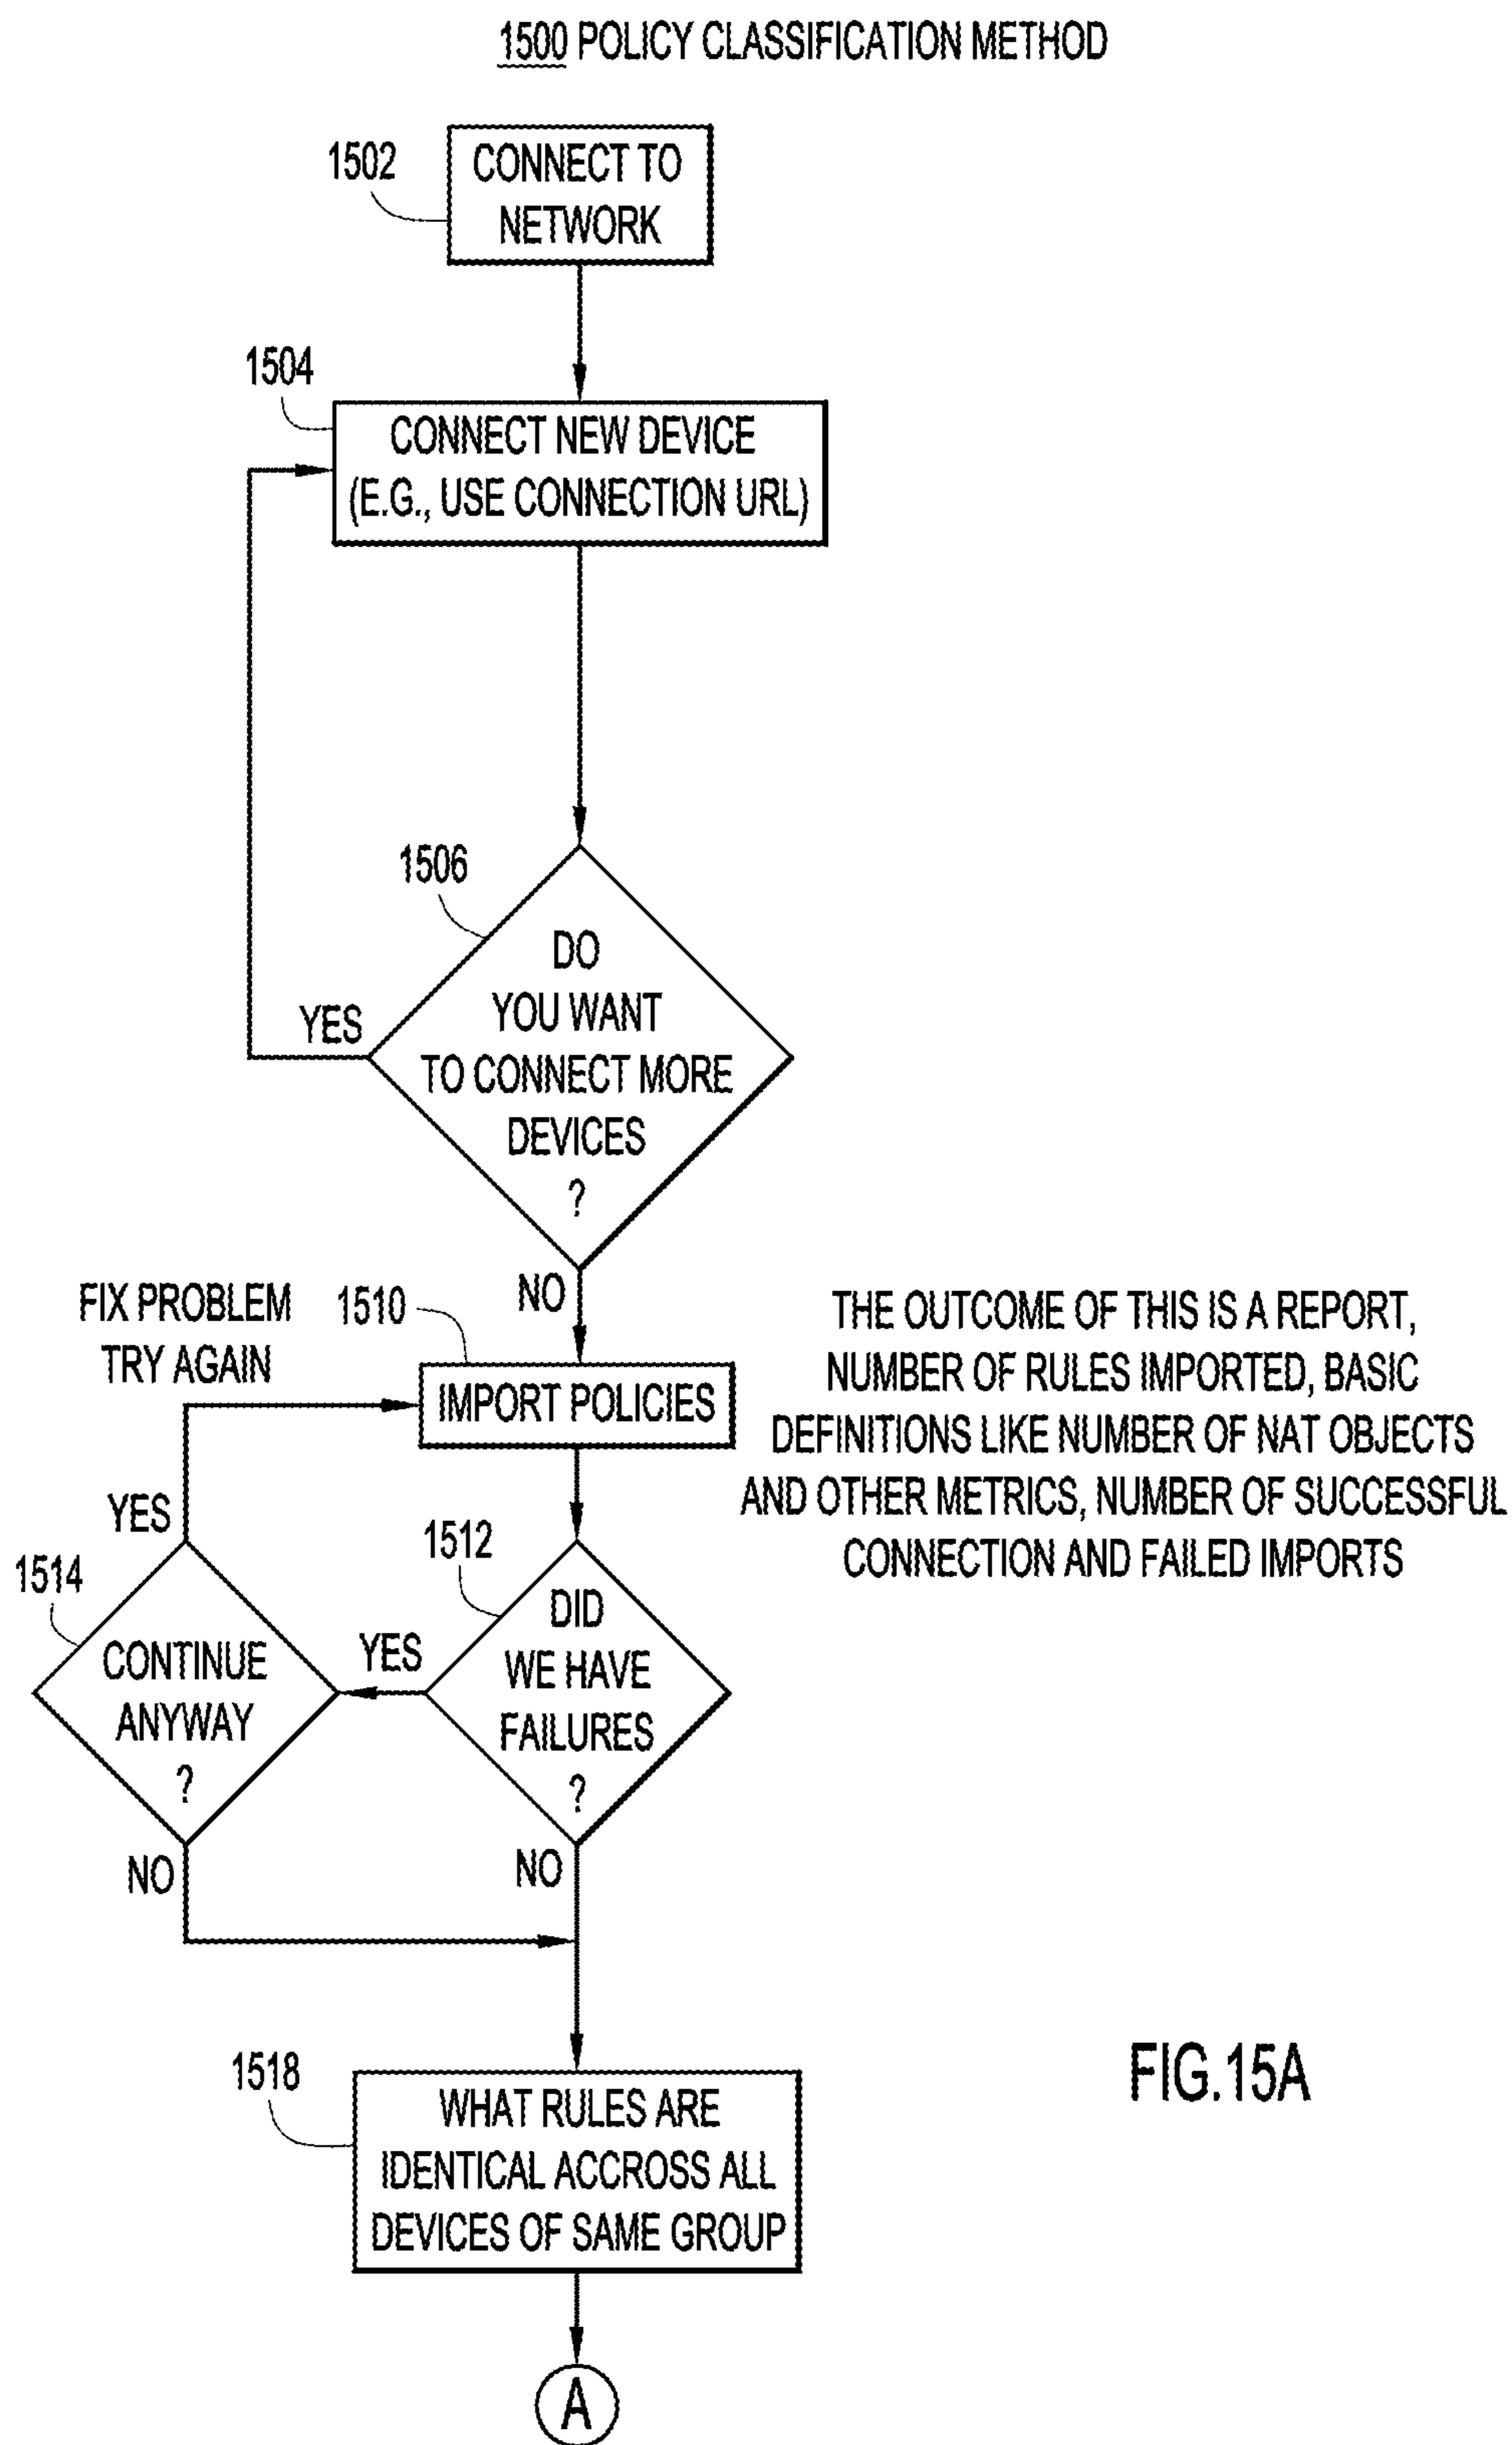 1500 POLICY CLASSIFICATION METHOD
1502
CONNECT TO
NETWORK
1504
CONNECT NEW DEVICE
(E.G., USE CONNECTION URL)
1506
DO
YOU WANT
TO CONNECT MORE
DEVICES
?
YES
NO
FIX PROBLEM
TRY AGAIN
1510
IMPORT POLICIES
THE OUTCOME OF THIS IS A REPORT,
NUMBER OF RULES IMPORTED, BASIC
DEFINITIONS LIKE NUMBER OF NAT OBJECTS
AND OTHER METRICS, NUMBER OF SUCCESSFUL
CONNECTION AND FAILED IMPORTS
YES
1512
DID
WE HAVE
FAILURES
?
YES
1514
CONTINUE
ANYWAY
?
NO
NO
1518
WHAT RULES ARE
IDENTICAL ACCROSS ALL
DEVICES OF SAME GROUP
A
FIG.15A